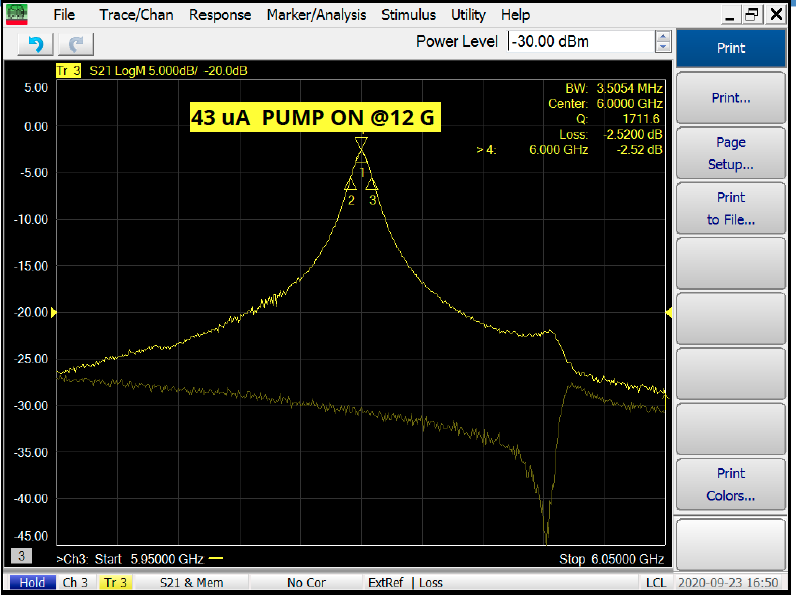 File Trace/Chan Response Marker/Analysis Stimulus Utility Help
Power Level -30.00 dBm
Print
Tr 3 S21 LogM 5.000dB/ -20.0dB
5.00
0.00
-5.00
-10.00
-15.00
-20.00
-25.00
-30.00
-35.00
-40.00
-45.00
43 uA PUMP ON @12 G
BW: 3.5054 MHz
Center: 6.0000 GHz
Q: 1711.6
Loss: -2.5200 dB
> 4: 6.000 GHz -2.52 dB
1
2
3
Print...
Page
Setup...
Print
to File...
Print
Colors...
3
>Ch3: Start 5.95000 GHz
Stop 6.05000 GHz
Hold Ch 3 Tr 3 S21 & Mem No Cor ExtRef | Loss LCL 2020-09-23 16:50